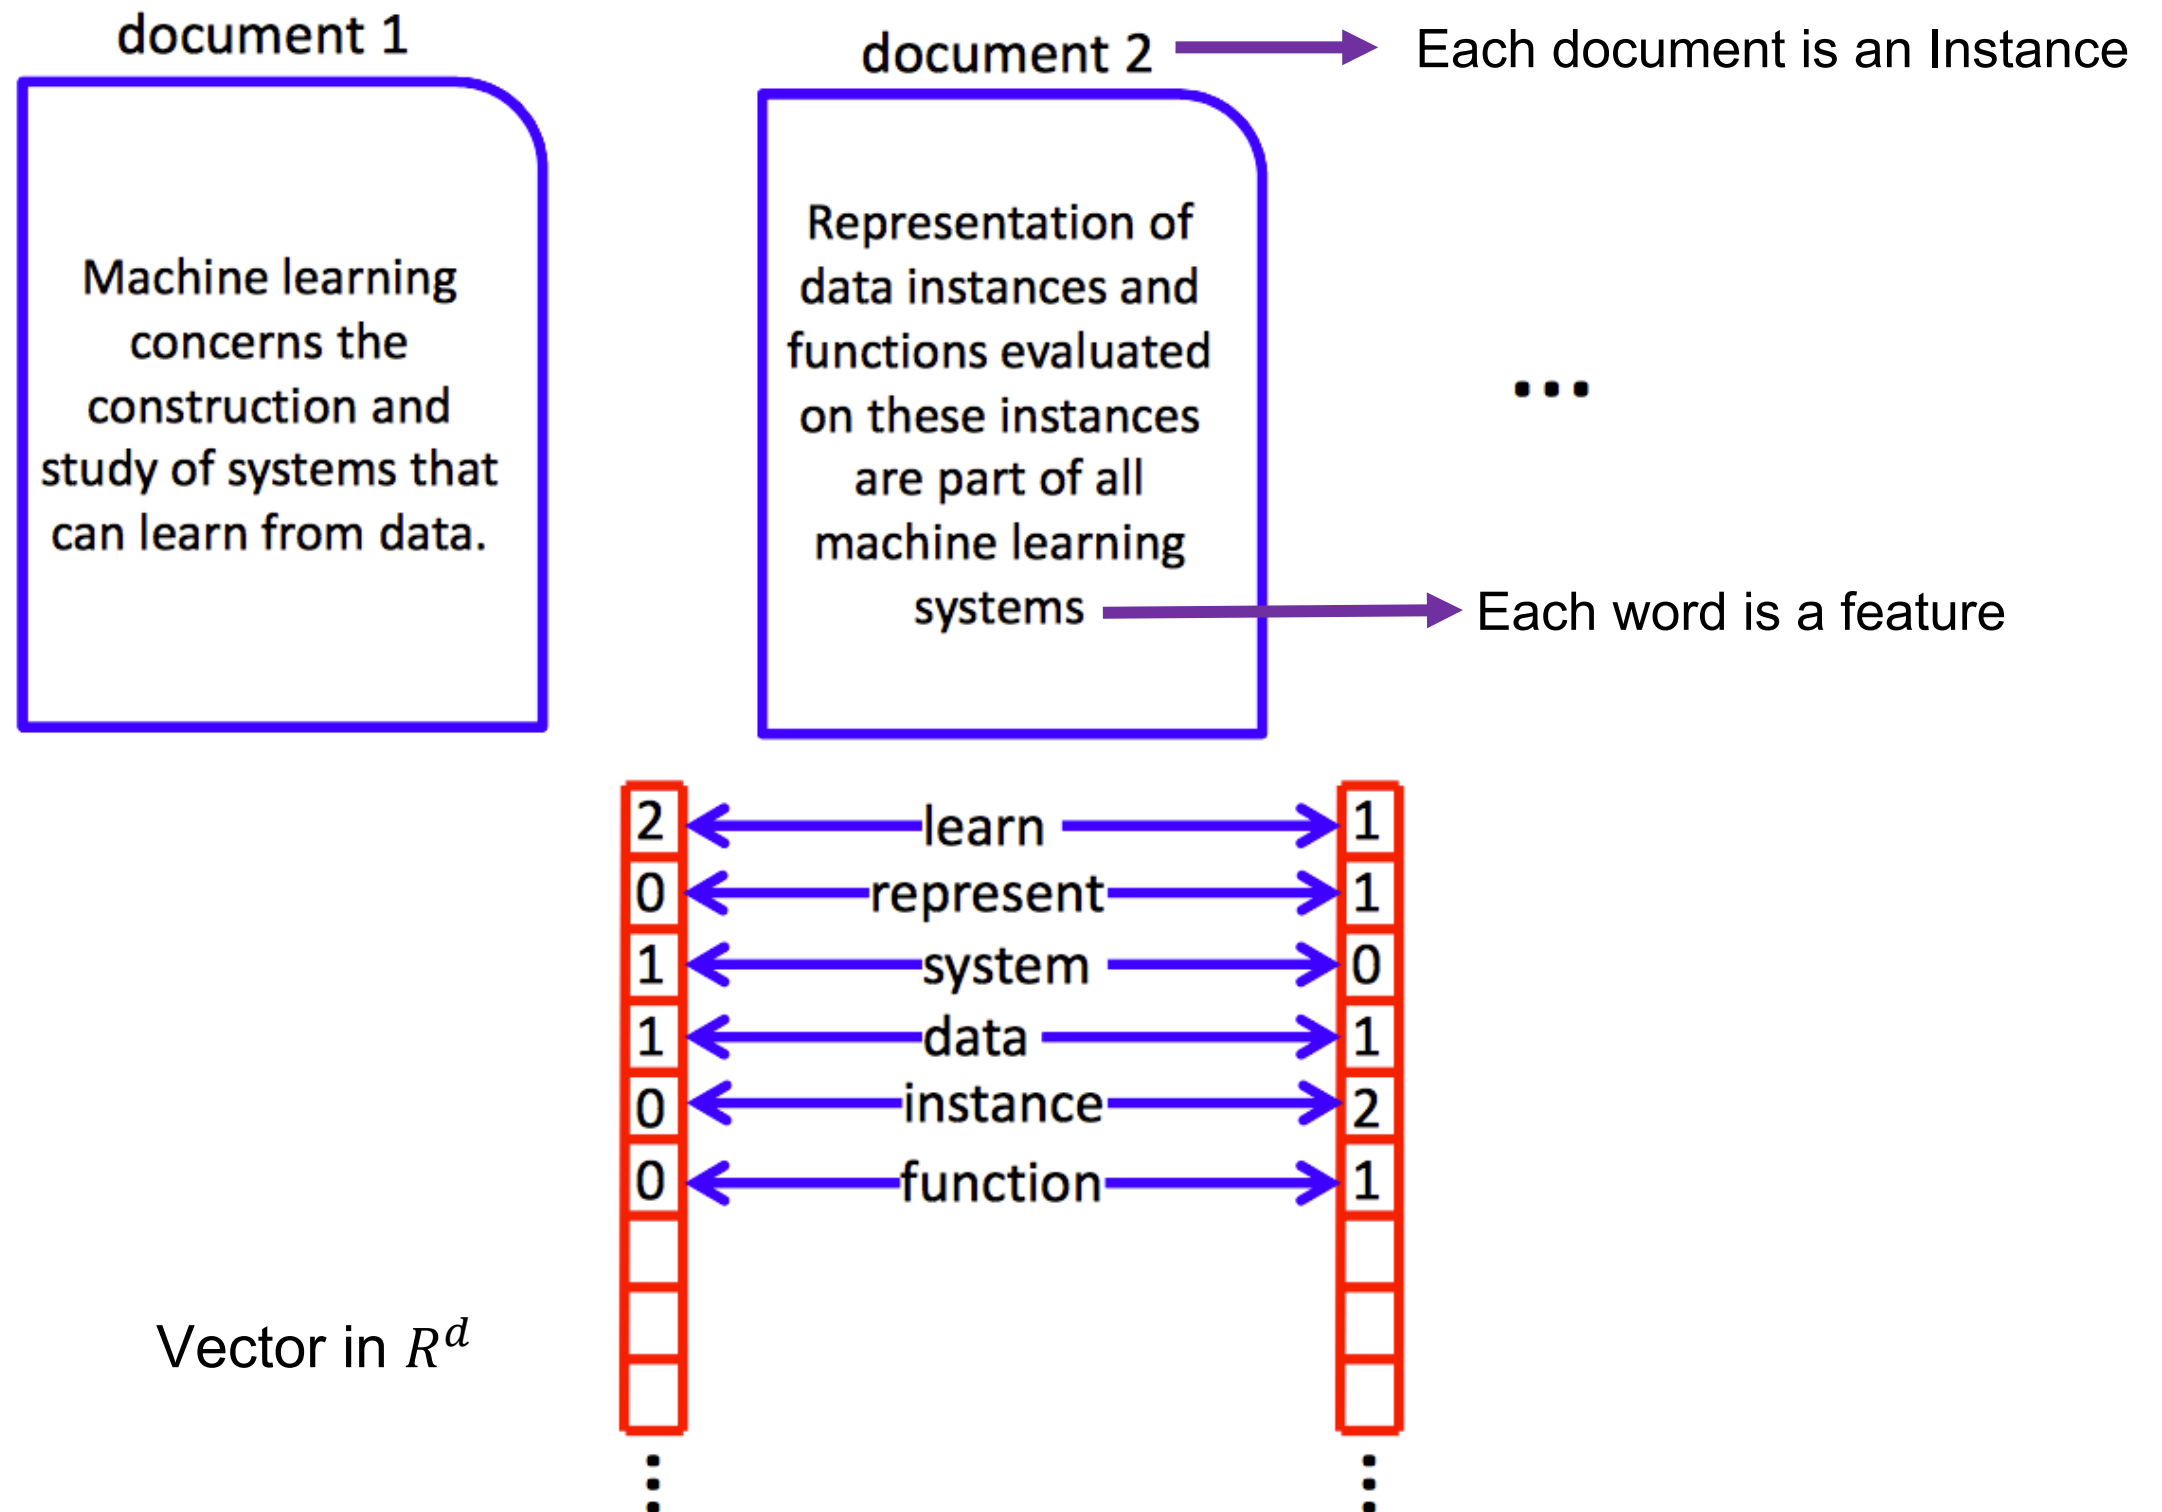 document 1
Machine learning
concerns the
construction and
study of systems that
can learn from data.
document 2
Each document is an Instance
Representation of
data instances and
functions evaluated
on these instances
are part of all
machine learning
systems
...
Each word is a feature
2 learn 1
0 represent 1
1 system 0
1 data 1
0 instance 2
0 function 1
Vector in R^d